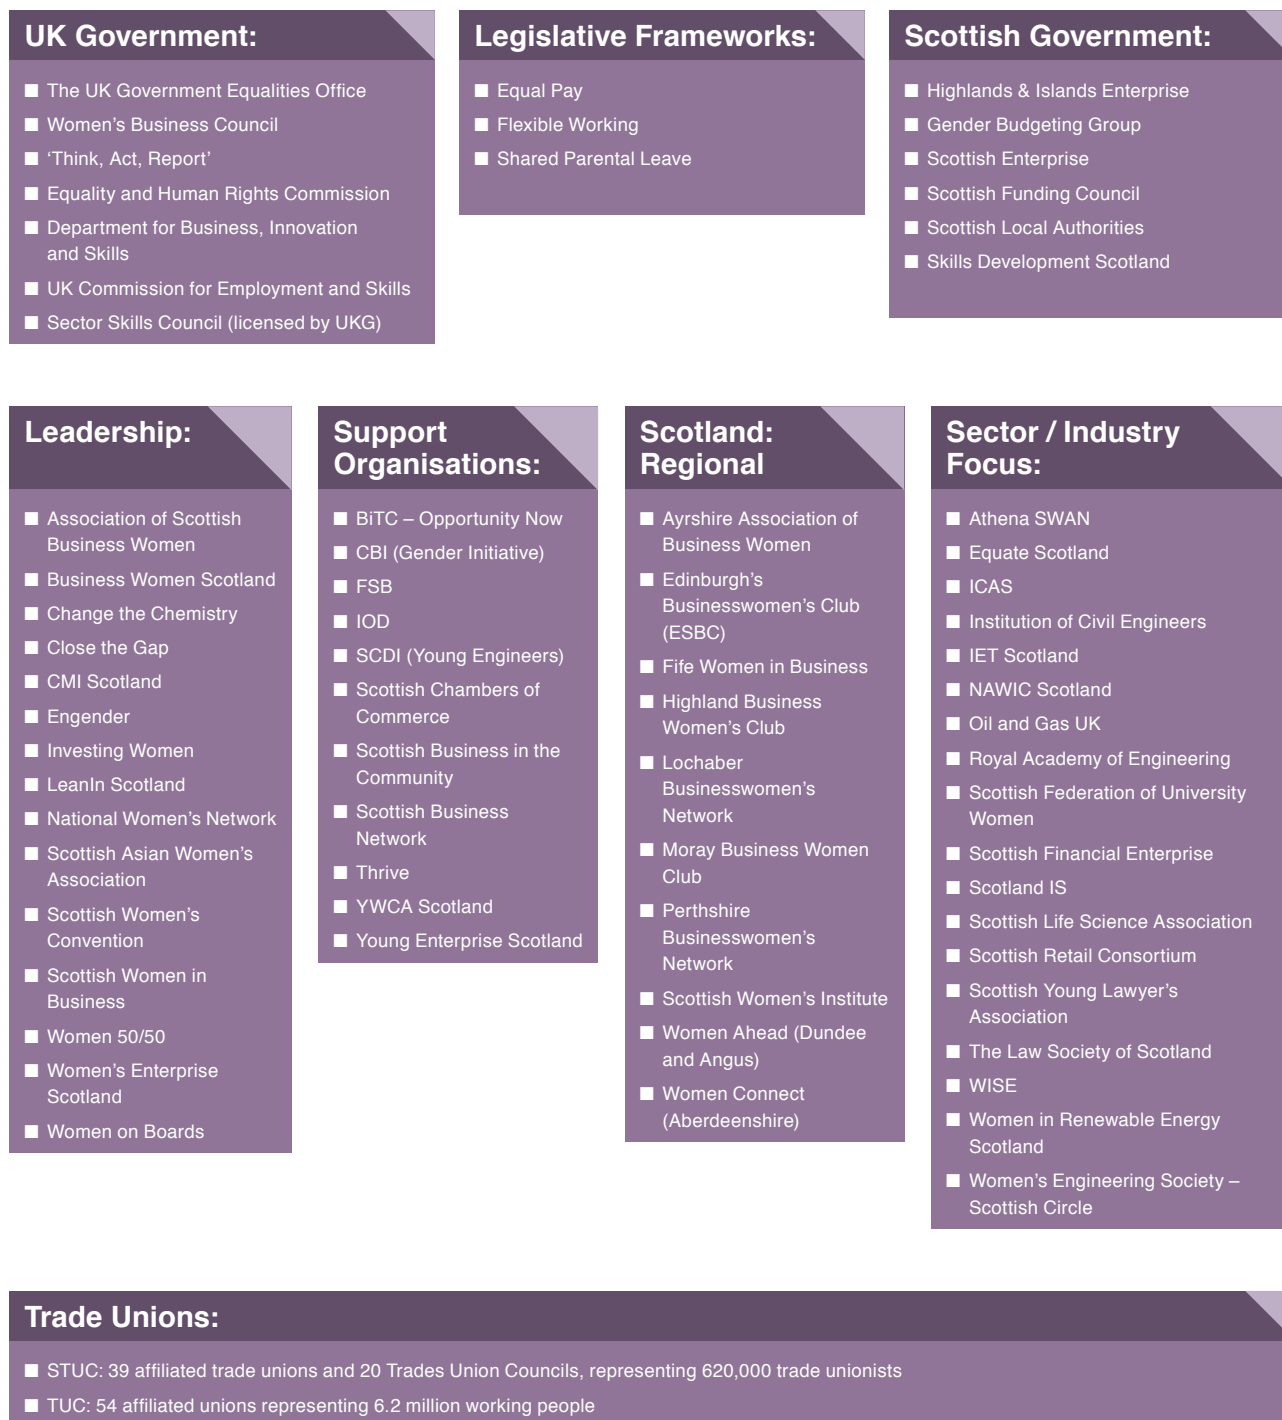 UK Government:
■ The UK Government Equalities Office
■ Women’s Business Council
■ ‘Think, Act, Report’
■ Equality and Human Rights Commission
■ Department for Business, Innovation
and Skills
■ UK Commission for Employment and Skills
■ Sector Skills Council (licensed by UKG)
Legislative Frameworks:
■ Equal Pay
■ Flexible Working
■ Shared Parental Leave
Scottish Government:
■ Highlands & Islands Enterprise
■ Gender Budgeting Group
■ Scottish Enterprise
■ Scottish Funding Council
■ Scottish Local Authorities
■ Skills Development Scotland
Leadership:
■ Association of Scottish
Business Women
■ Business Women Scotland
■ Change the Chemistry
■ Close the Gap
■ CMI Scotland
■ Engender
■ Investing Women
■ LeanIn Scotland
■ National Women’s Network
■ Scottish Asian Women’s
Association
■ Scottish Women’s
Convention
■ Scottish Women in
Business
■ Women 50/50
■ Women’s Enterprise
Scotland
■ Women on Boards
Support
Organisations:
■ BiTC – Opportunity Now
■ CBI (Gender Initiative)
■ FSB
■ IOD
■ SCDI (Young Engineers)
■ Scottish Chambers of
Commerce
■ Scottish Business in the
Community
■ Scottish Business
Network
■ Thrive
■ YWCA Scotland
■ Young Enterprise Scotland
Scotland:
Regional
■ Ayrshire Association of
Business Women
■ Edinburgh’s
Businesswomen’s Club
(ESBC)
■ Fife Women in Business
■ Highland Business
Women’s Club
■ Lochaber
Businesswomen’s
Network
■ Moray Business Women
Club
■ Perthshire
Businesswomen’s
Network
■ Scottish Women’s Institute
■ Women Ahead (Dundee
and Angus)
■ Women Connect
(Aberdeenshire)
Sector / Industry
Focus:
■ Athena SWAN
■ Equate Scotland
■ ICAS
■ Institution of Civil Engineers
■ IET Scotland
■ NAWIC Scotland
■ Oil and Gas UK
■ Royal Academy of Engineering
■ Scottish Federation of University
Women
■ Scottish Financial Enterprise
■ Scotland IS
■ Scottish Life Science Association
■ Scottish Retail Consortium
■ Scottish Young Lawyer’s
Association
■ The Law Society of Scotland
■ WISE
■ Women in Renewable Energy
Scotland
■ Women’s Engineering Society –
Scottish Circle
Trade Unions:
■ STUC: 39 affiliated trade unions and 20 Trades Union Councils, representing 620,000 trade unionists
■ TUC: 54 affiliated unions representing 6.2 million working people